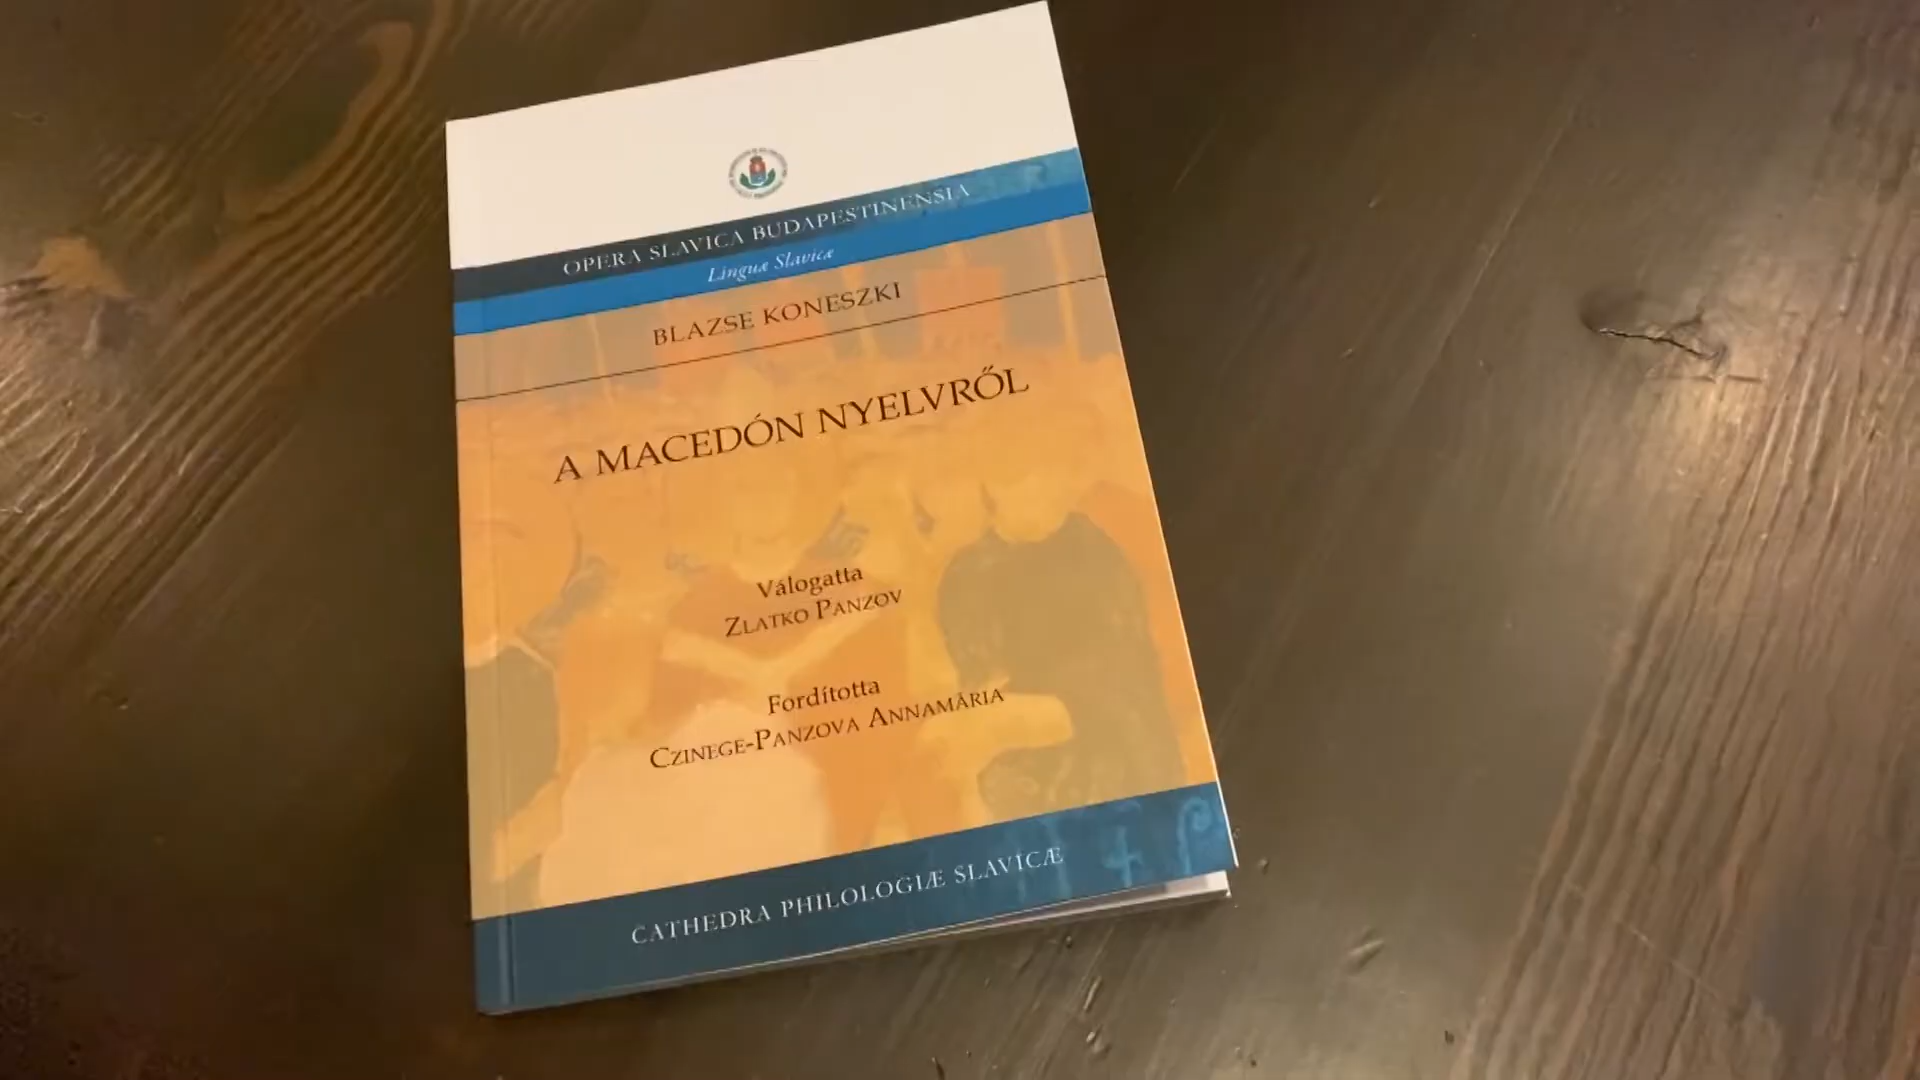 OPERA SLAVICA BUDAPESTINENSIA
Linguæ Slavicæ
BLAZSE KONESZKI
A MACEDÓN NYELVRŐL
Válogatta
ZLATKO PANZOV
Fordította
CZINEGE-PANZOVA ANNAMÁRIA
CATHEDRA PHILOLOGIÆ SLAVICÆ